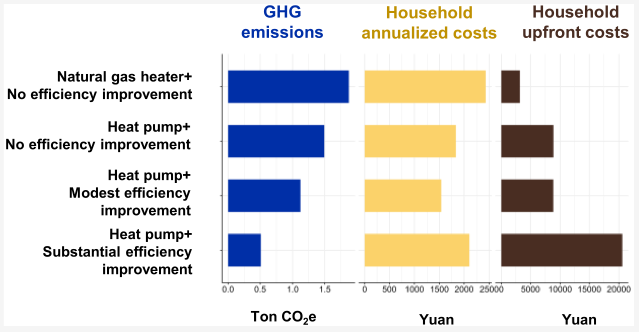 GHG
emissions
Household
annualized costs
Household
upfront costs
Natural gas heater+
No efficiency improvement
Heat pump+
No efficiency improvement
Heat pump+
Modest efficiency
improvement
Heat pump+
Substantial efficiency
improvement
0.0 0.5 1.0 1.5
0 500 1000 1500 2000 2500
0 5000 10000 15000 20000
Ton CO₂e
Yuan
Yuan